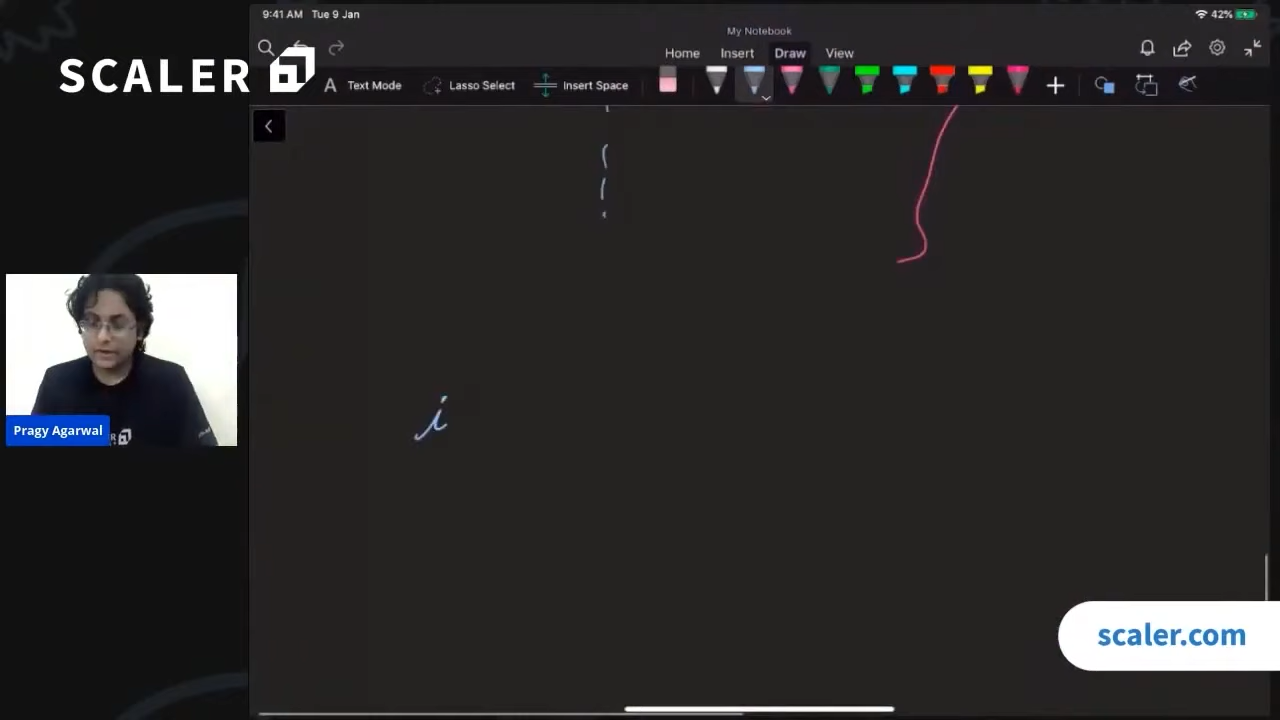 9:41 AM Tue 9 Jan
42%
My Notebook
Home Insert Draw View
SCALER
A Text Mode Lasso Select Insert Space
i
Pragy Agarwal
scaler.com